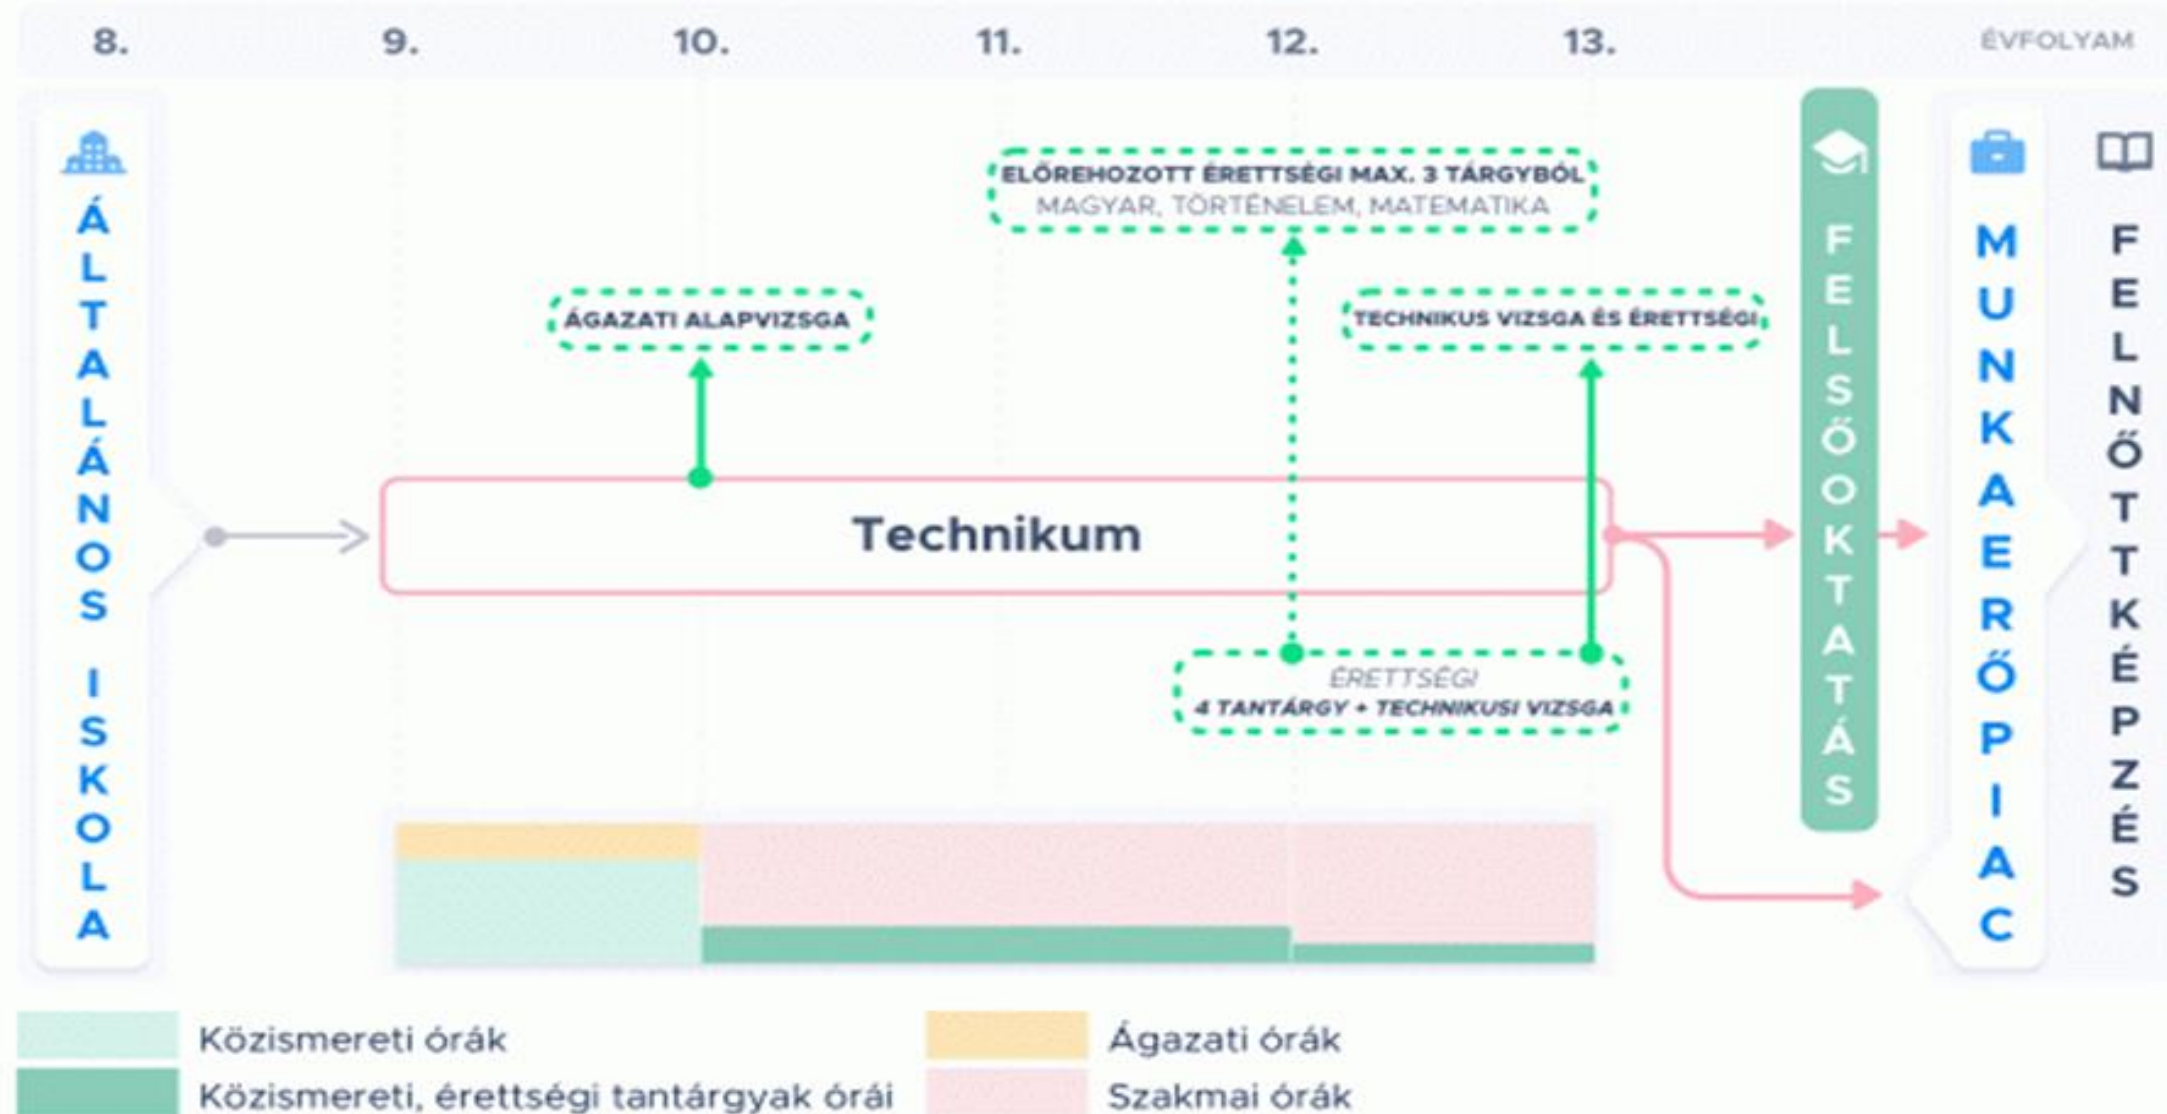 8. 9. 10. 11. 12. 13. ÉVFOLYAM
ÁLTALÁNOS ISKOLA
ELŐREHOZOTT ÉRETTSÉGI MAX. 3 TÁRGYBÓL
MAGYAR, TÖRTÉNELEM, MATEMATIKA
ÁGAZATI ALAPVIZSGA
TECHNIKUS VIZSGA ÉS ÉRETTSÉGI
Technikum
ÉRETTSÉGI
4 TANTÁRGY + TECHNIKUSI VIZSGA
FELSŐOKTATÁS
MUNKAERŐPIAC
FELNŐTTKÉPZÉS
Közismereti órák
Ágazati órák
Közismereti, érettségi tantárgyak órái
Szakmai órák